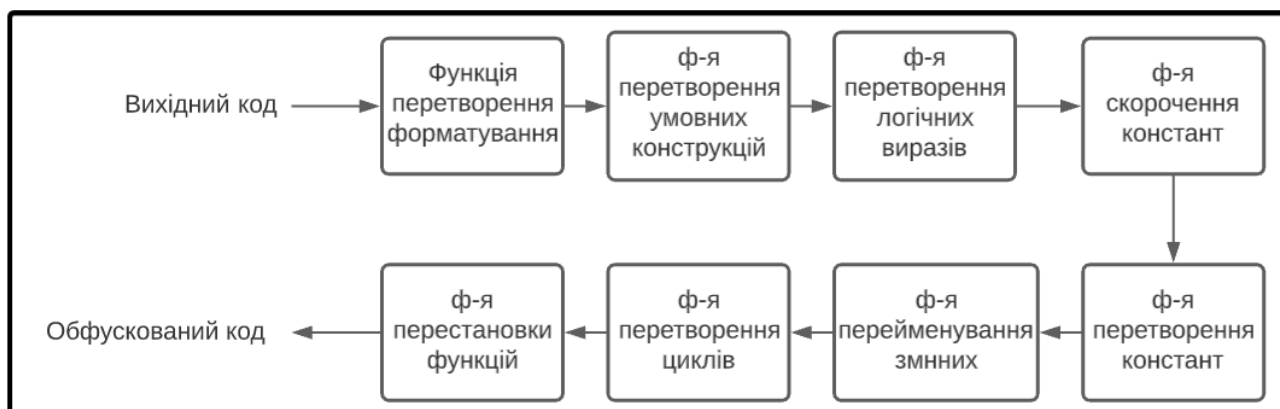 Вихідний код
Функція
перетворення
форматування
ф-я
перетворення
умовних
конструкцій
ф-я
перетворення
логічних
виразів
ф-я
скорочення
констант
ф-я
перетворення
констант
ф-я
перейменування
змнних
ф-я
перетворення
циклів
ф-я
перестановки
функцій
Обфускований код